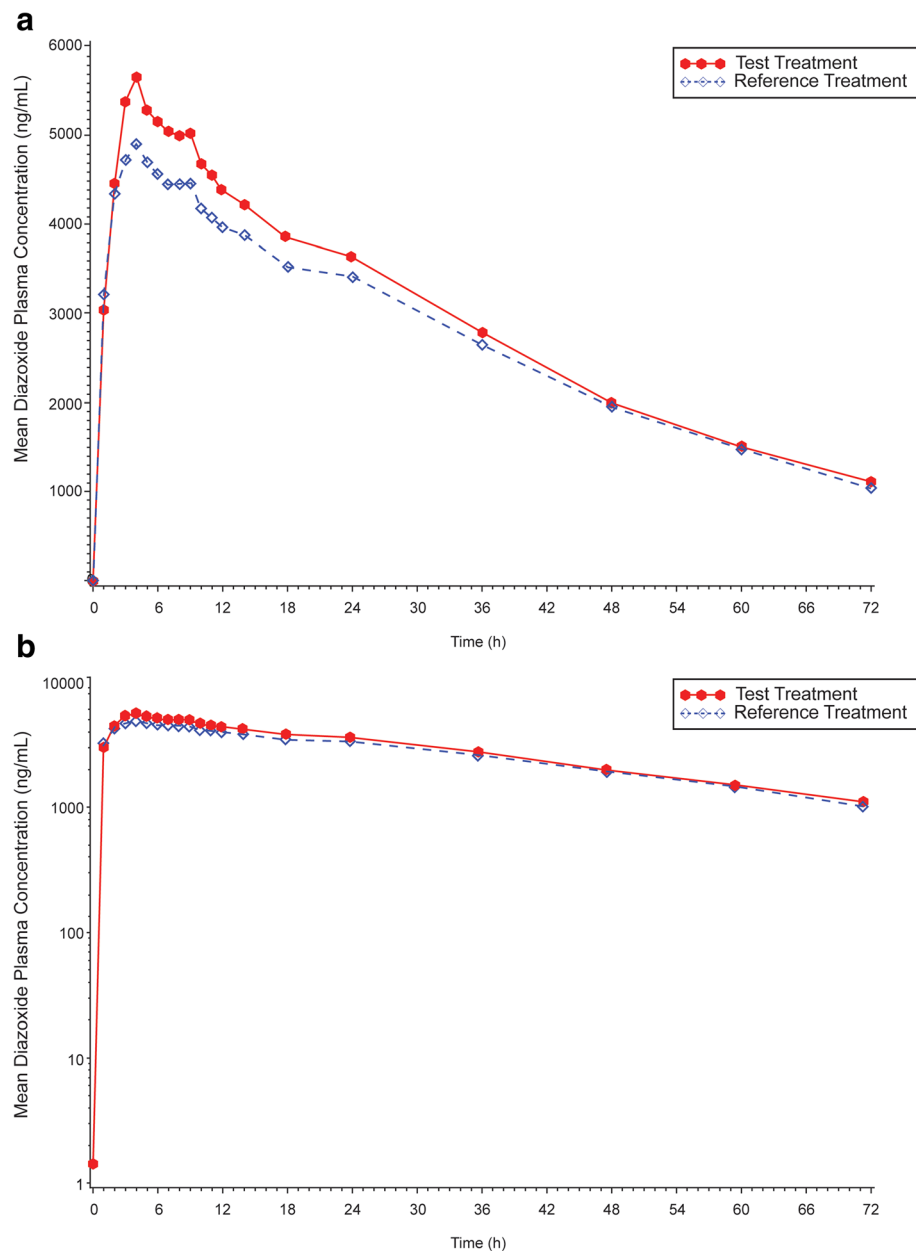 a
Mean Diazoxide Plasma Concentration (ng/mL)
6000
5000
4000
3000
2000
1000
Test Treatment
Reference Treatment
0 6 12 18 24 30 36 42 48 54 60 66 72
Time (h)
b
Mean Diazoxide Plasma Concentration (ng/mL)
10000
1000
100
10
1
Test Treatment
Reference Treatment
0 6 12 18 24 30 36 42 48 54 60 66 72
Time (h)